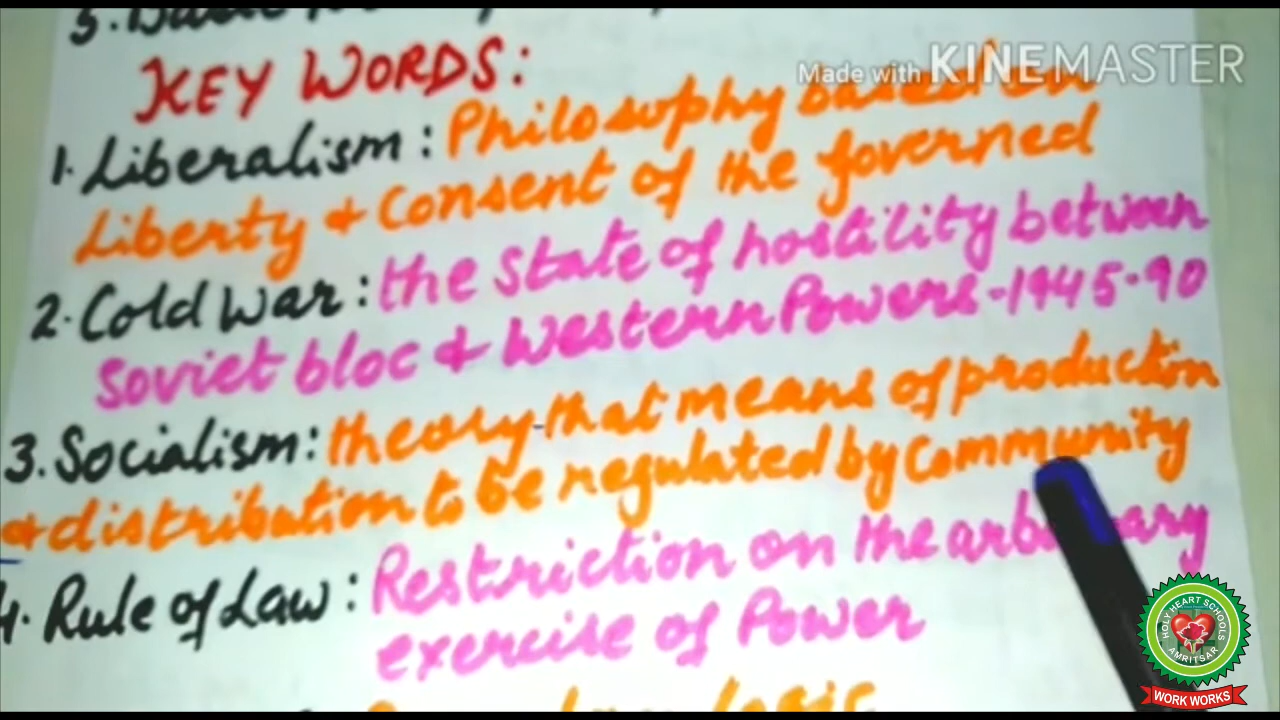 KEY WORDS:
Made with KINEMASTER
1. Liberalism: Philosophy based on
Liberty & Consent of the Governed
2. Cold War: the State of hostility between
Soviet bloc & Western Powers-1945-90
3. Socialism: theory that means of production
& distribution to be regulated by Community
4. Rule of Law: Restriction on the
exercise of Power
HOLY HEART SCHOOLS
AMRITSAR
WORK WORKS